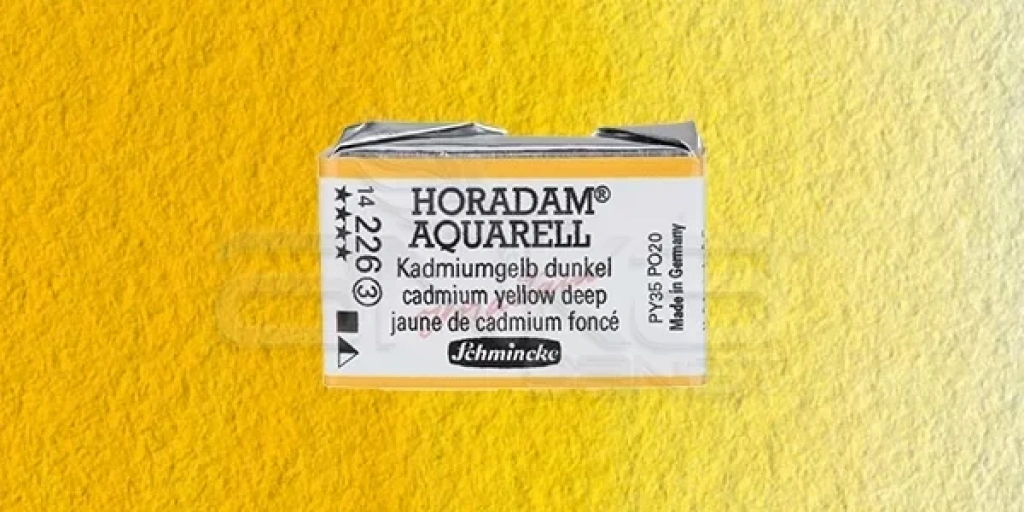 HORADAM®
AQUARELL
Kadmiumgelb dunkel
cadmium yellow deep
jaune de cadmium foncé
Schmincke
14 226 3
★★★★
PY35 PO20
Made in Germany